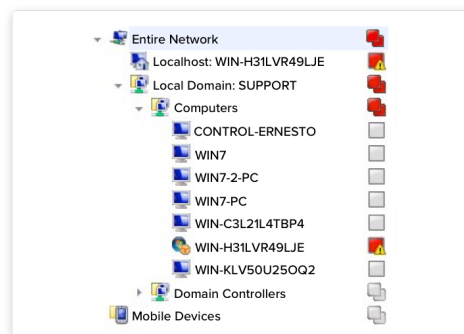 Entire Network
Localhost: WIN-H31LVR49LJE
Local Domain: SUPPORT
Computers
CONTROL-ERNESTO
WIN7
WIN7-2-PC
WIN7-PC
WIN-C3L21L4TBP4
WIN-H31LVR49LJE
WIN-KLV50U25OQ2
Domain Controllers
Mobile Devices